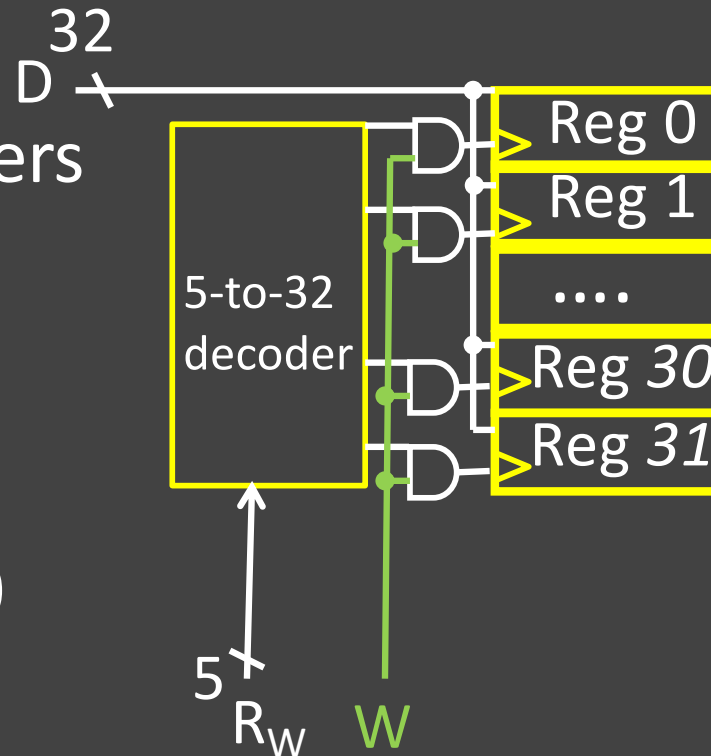 32
D
ers
Reg 0
Reg 1
....
5-to-32
decoder
Reg 30
Reg 31
)
5
R_W
W